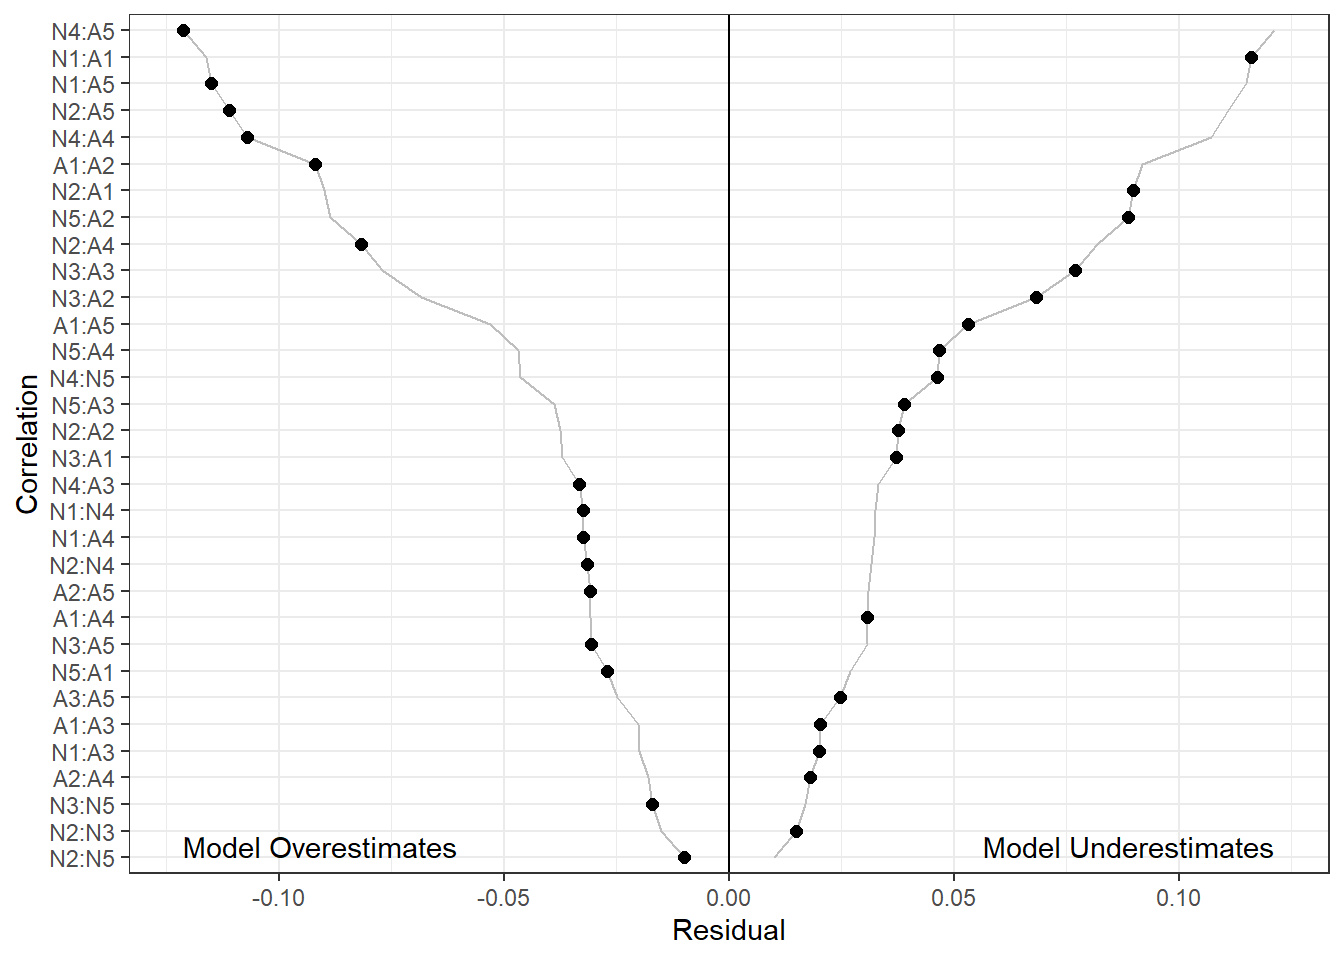 N4:A5
N1:A1
N1:A5
N2:A5
N4:A4
A1:A2
N2:A1
N5:A2
N2:A4
N3:A3
N3:A2
A1:A5
N5:A4
N4:N5
N5:A3
N2:A2
N3:A1
N4:A3
N1:N4
N1:A4
N2:N4
A2:A5
A1:A4
N3:A5
N5:A1
A3:A5
A1:A3
N1:A3
A2:A4
N3:N5
N2:N3
N2:N5
Correlation
Model Overestimates
Model Underestimates
-0.10 -0.05 0.00 0.05 0.10
Residual